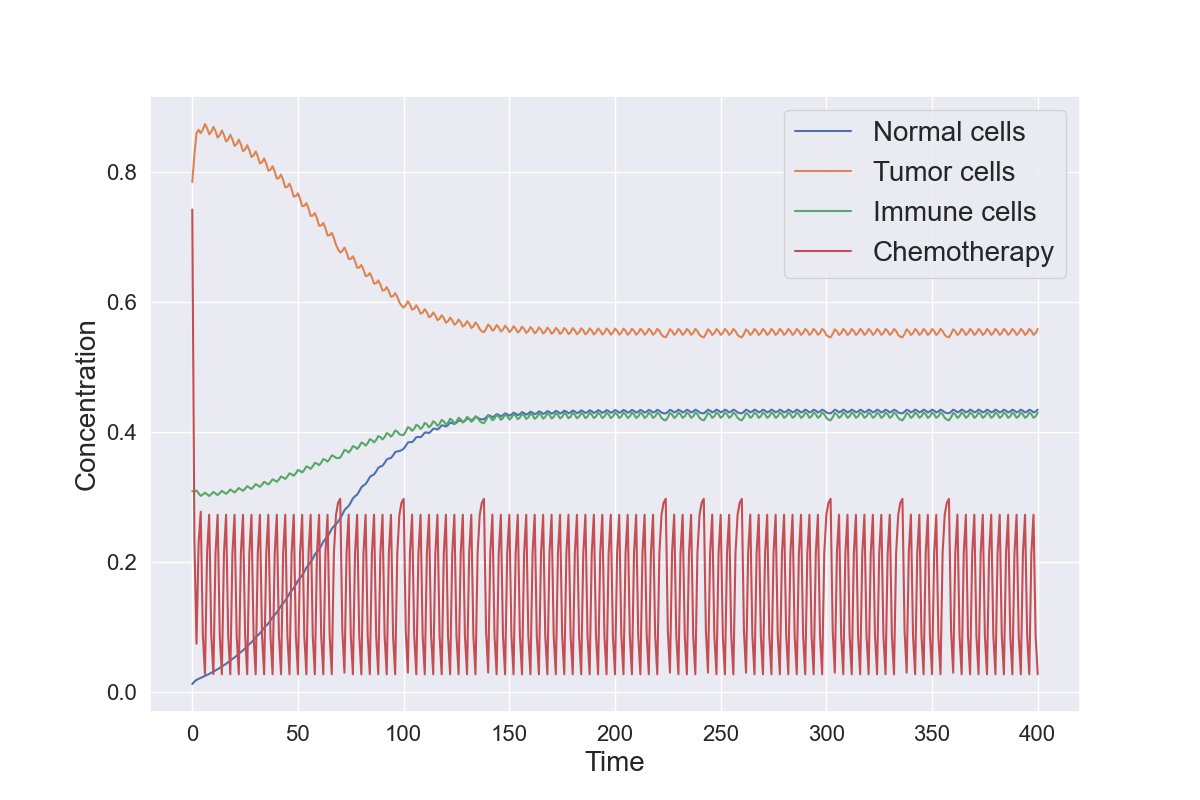 Normal cells
Tumor cells
Immune cells
Chemotherapy
Concentration
0.8
0.6
0.4
0.2
0.0
0 50 100 150 200 250 300 350 400
Time